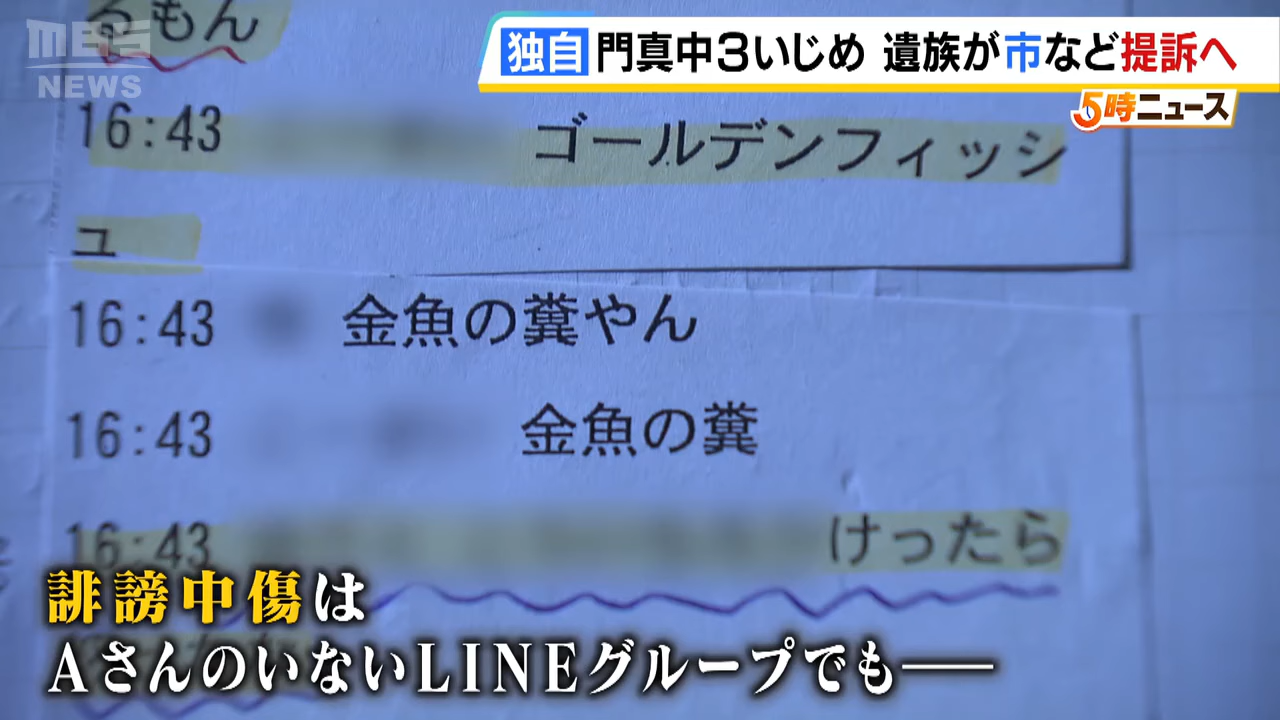 るもん
MBS
NEWS
独自 門真中3いじめ 遺族が市など提訴へ
5時ニュース
16:43 ゴールデンフィッシ
ュ
16:43 金魚の糞やん
16:43 金魚の糞
16:43 けったら
誹謗中傷は
AさんのいないLINEグループでも――